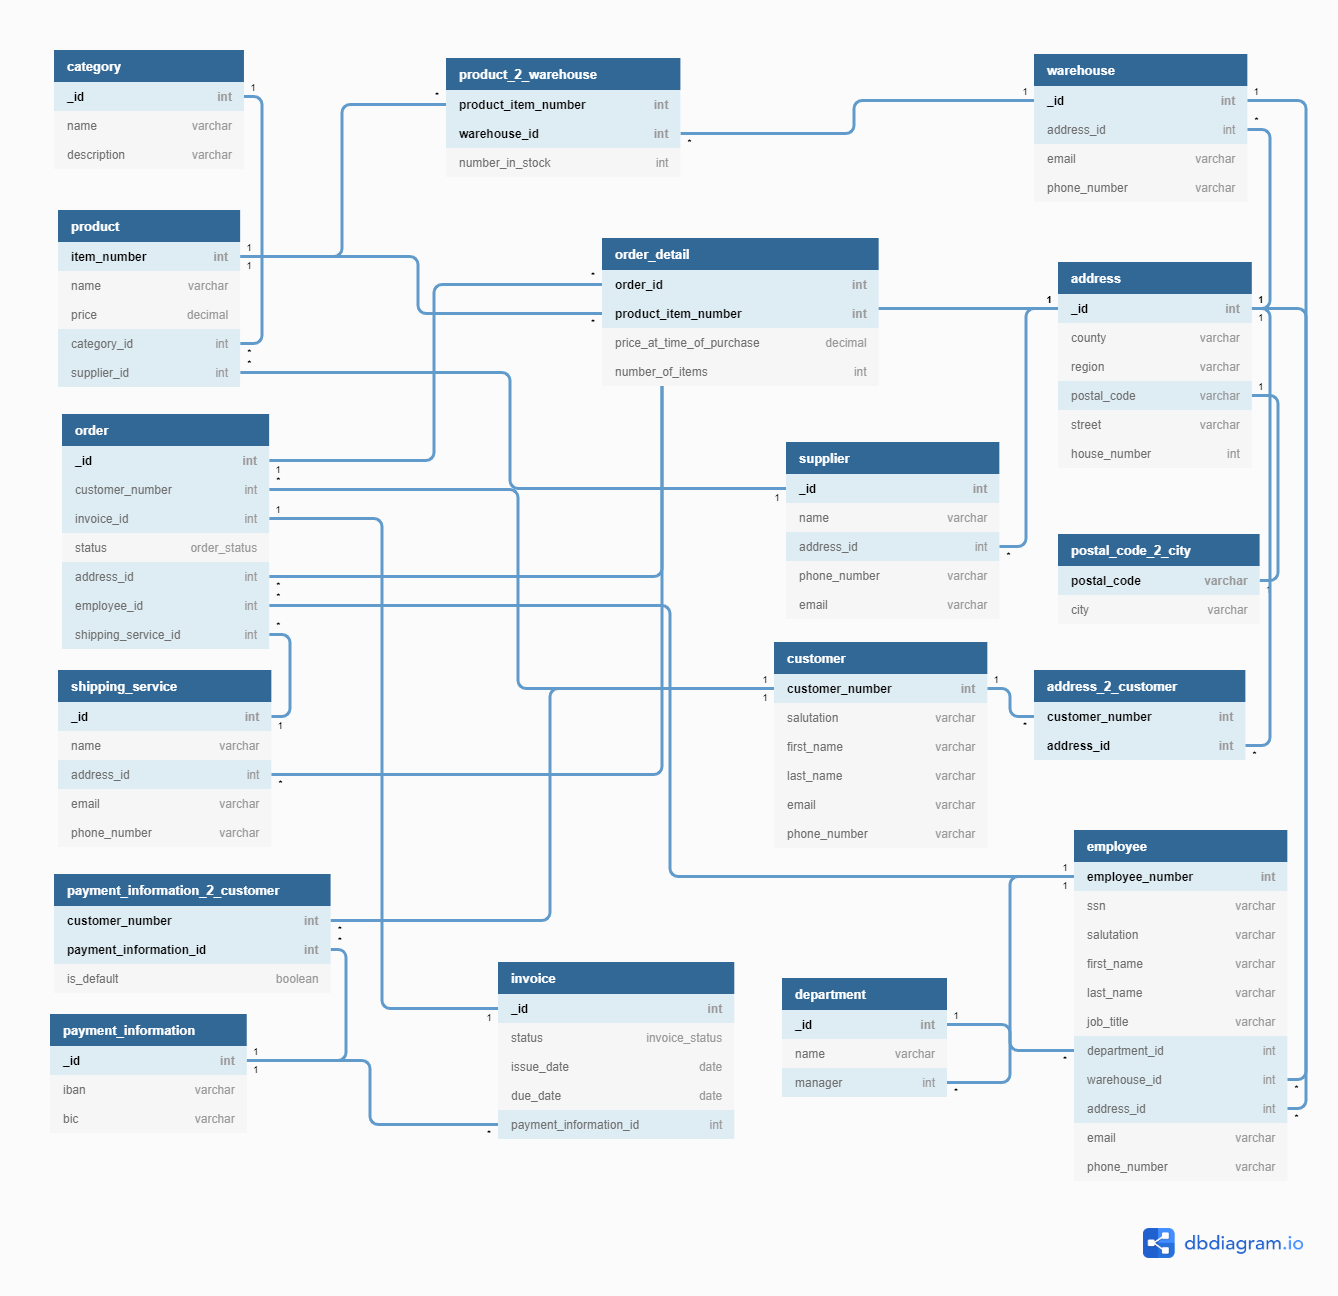 category
_id int
name varchar
description varchar
product_2_warehouse
product_item_number int
warehouse_id int
number_in_stock int
warehouse
_id int
address_id int
email varchar
phone_number varchar
product
item_number int
name varchar
price decimal
category_id int
supplier_id int
order_detail
order_id int
product_item_number int
price_at_time_of_purchase decimal
number_of_items int
address
_id int
county varchar
region varchar
postal_code varchar
street varchar
house_number int
order
_id int
customer_number int
invoice_id int
status order_status
address_id int
employee_id int
shipping_service_id int
supplier
_id int
name varchar
address_id int
phone_number varchar
email varchar
postal_code_2_city
postal_code varchar
city varchar
shipping_service
_id int
name varchar
address_id int
email varchar
phone_number varchar
customer
customer_number int
salutation varchar
first_name varchar
last_name varchar
email varchar
phone_number varchar
address_2_customer
customer_number int
address_id int
payment_information_2_customer
customer_number int
payment_information_id int
is_default boolean
payment_information
_id int
iban varchar
bic varchar
invoice
_id int
status invoice_status
issue_date date
due_date date
payment_information_id int
department
_id int
name varchar
manager int
employee
employee_number int
ssn varchar
salutation varchar
first_name varchar
last_name varchar
job_title varchar
department_id int
warehouse_id int
address_id int
email varchar
phone_number varchar
dbdiagram.io